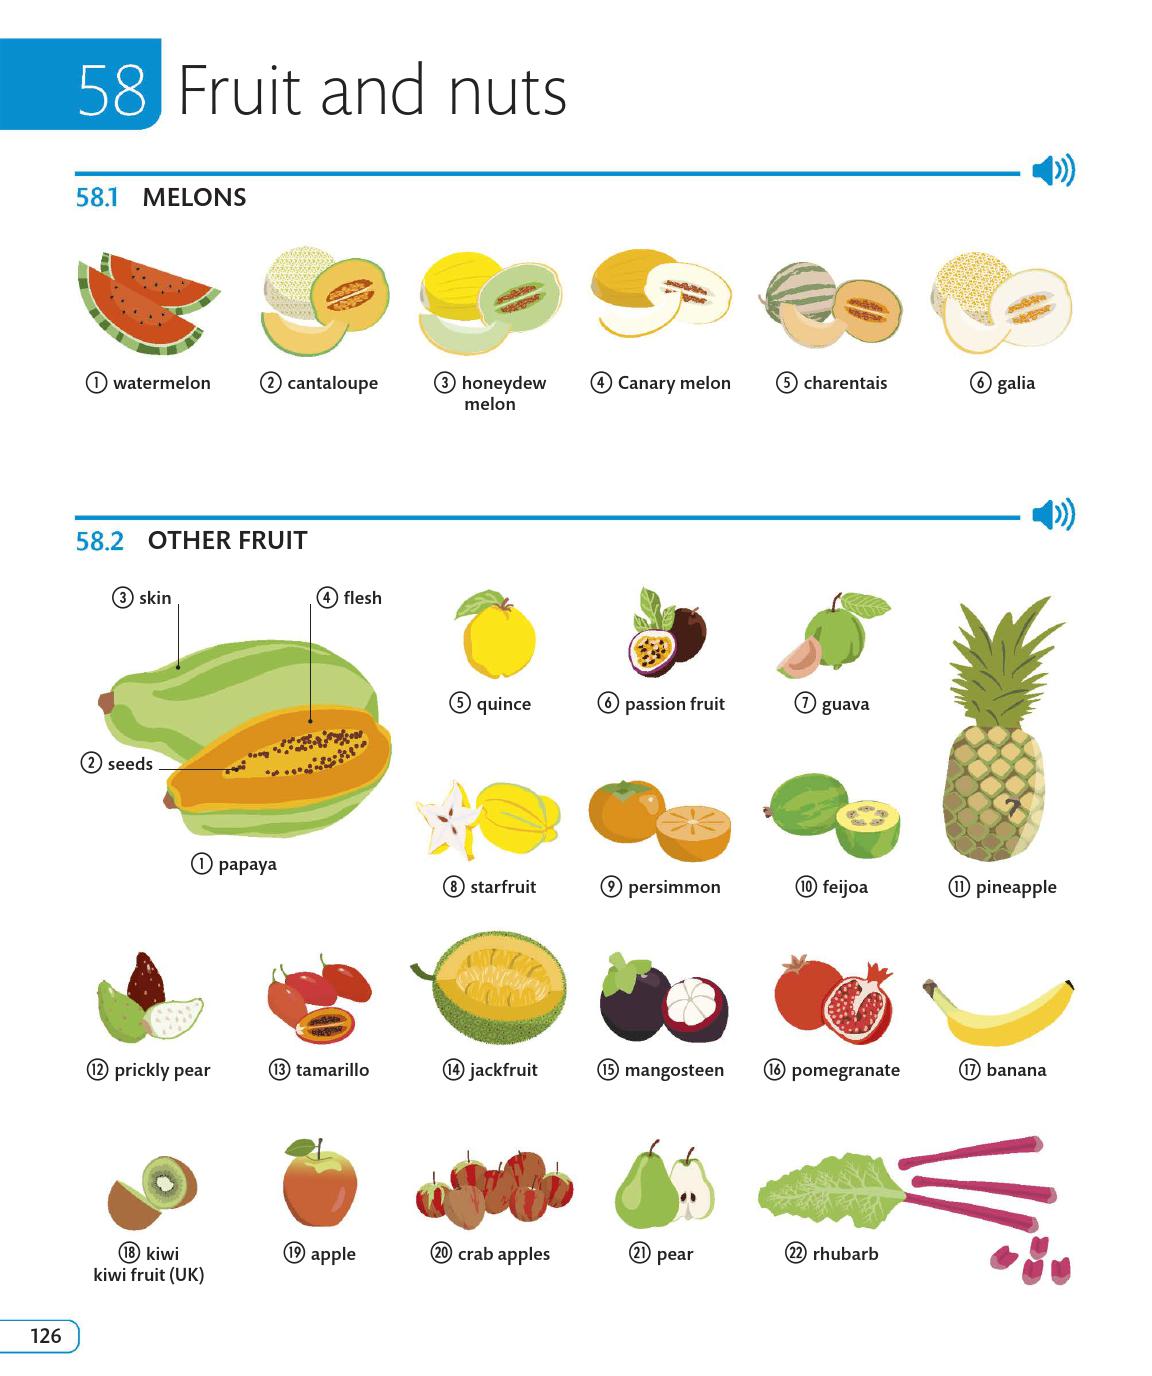 58 Fruit and nuts
58.1 MELONS
① watermelon
② cantaloupe
③ honeydew
melon
④ Canary melon
⑤ charentais
⑥ galia
58.2 OTHER FRUIT
③ skin
④ flesh
② seeds
① papaya
⑤ quince
⑥ passion fruit
⑦ guava
⑧ starfruit
⑨ persimmon
⑩ feijoa
⑪ pineapple
⑫ prickly pear
⑬ tamarillo
⑭ jackfruit
⑮ mangosteen
⑯ pomegranate
⑰ banana
⑱ kiwi
kiwi fruit (UK)
⑲ apple
⑳ crab apples
㉑ pear
㉒ rhubarb
126